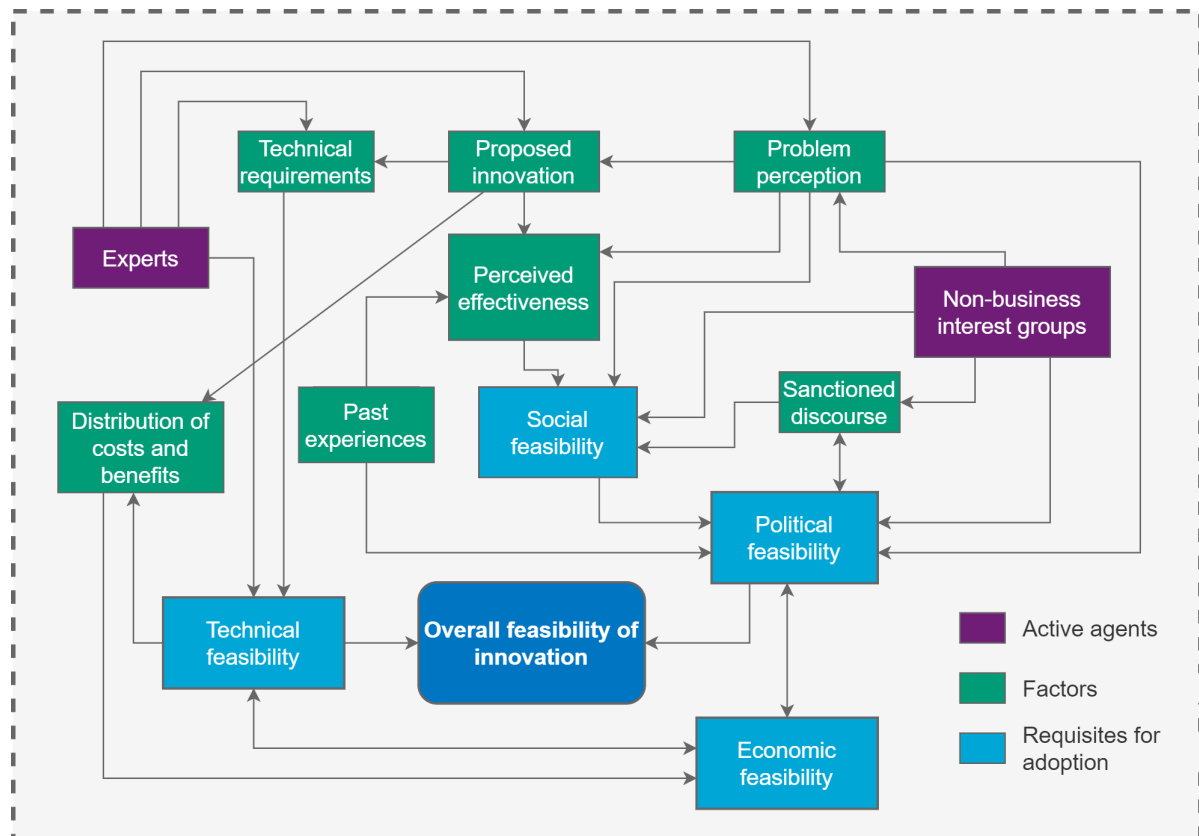 Technical
requirements
Proposed
innovation
Problem
perception
Experts
Perceived
effectiveness
Non-business
interest groups
Distribution of
costs and
benefits
Past
experiences
Social
feasibility
Sanctioned
discourse
Political
feasibility
Technical
feasibility
Overall feasibility of
innovation
Economic
feasibility
Active agents
Factors
Requisites for
adoption